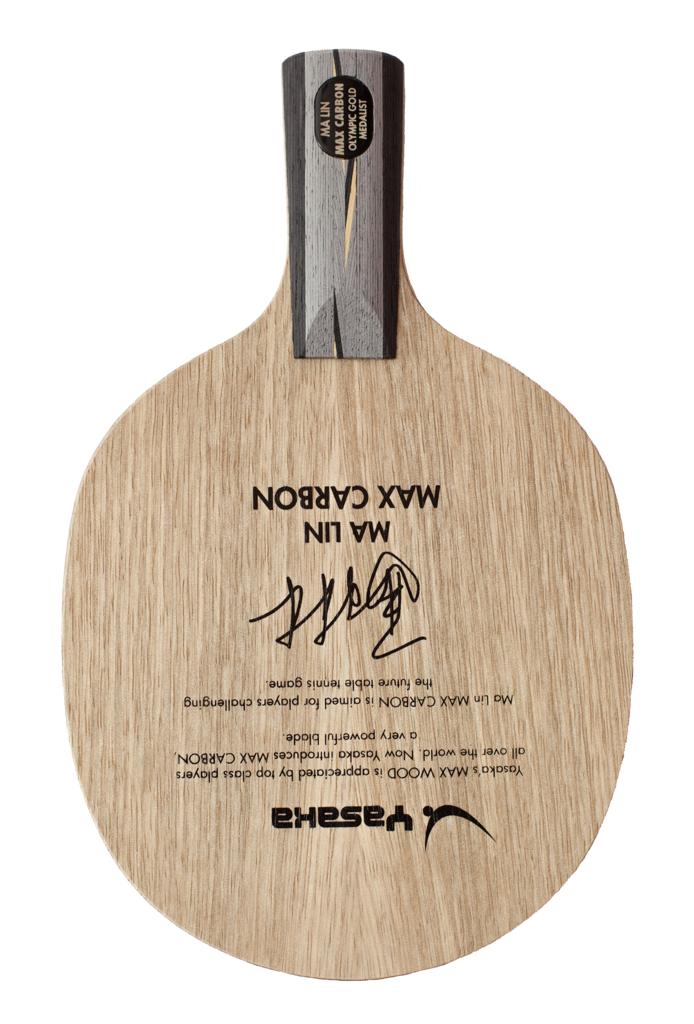 MA LIN
MAX CARBON
OLYMPIC GOLD
MEDALIST
Yasaka
Yasaka's MAX WOOD is appreciated by top class players
all over the world. Now Yasaka introduces MAX CARBON,
a very powerful blade.
Ma Lin MAX CARBON is aimed for players challenging
the future table tennis game.
MA LIN
MAX CARBON